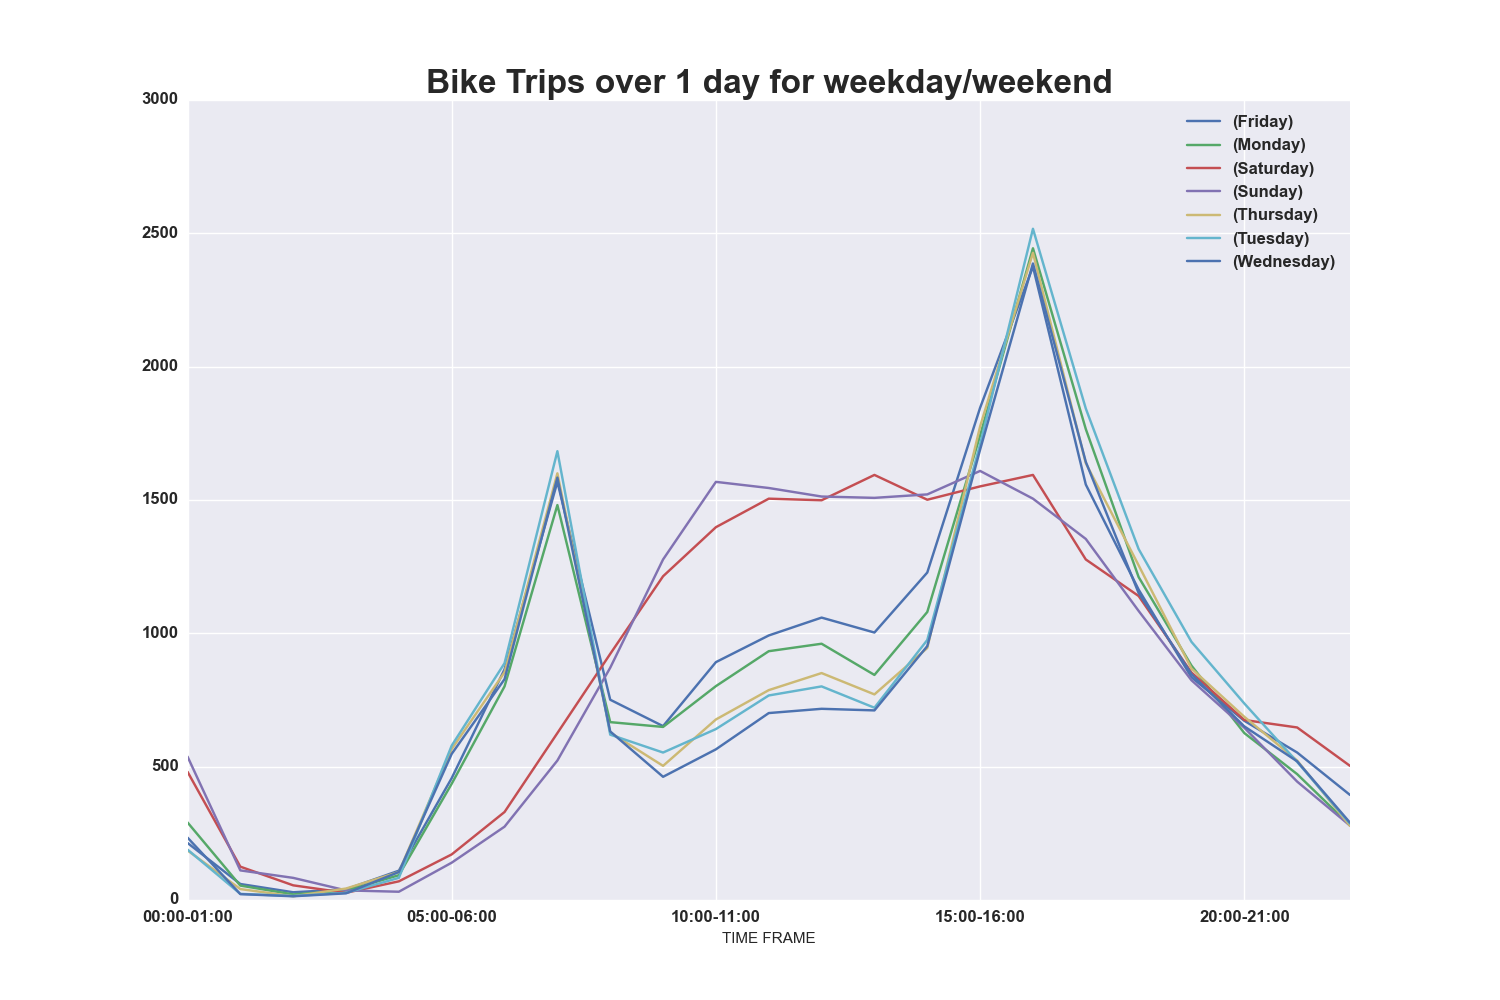 Bike Trips over 1 day for weekday/weekend
3000
2500
2000
1500
1000
500
0
(Friday)
(Monday)
(Saturday)
(Sunday)
(Thursday)
(Tuesday)
(Wednesday)
00:00-01:00 05:00-06:00 10:00-11:00 15:00-16:00 20:00-21:00
TIME FRAME